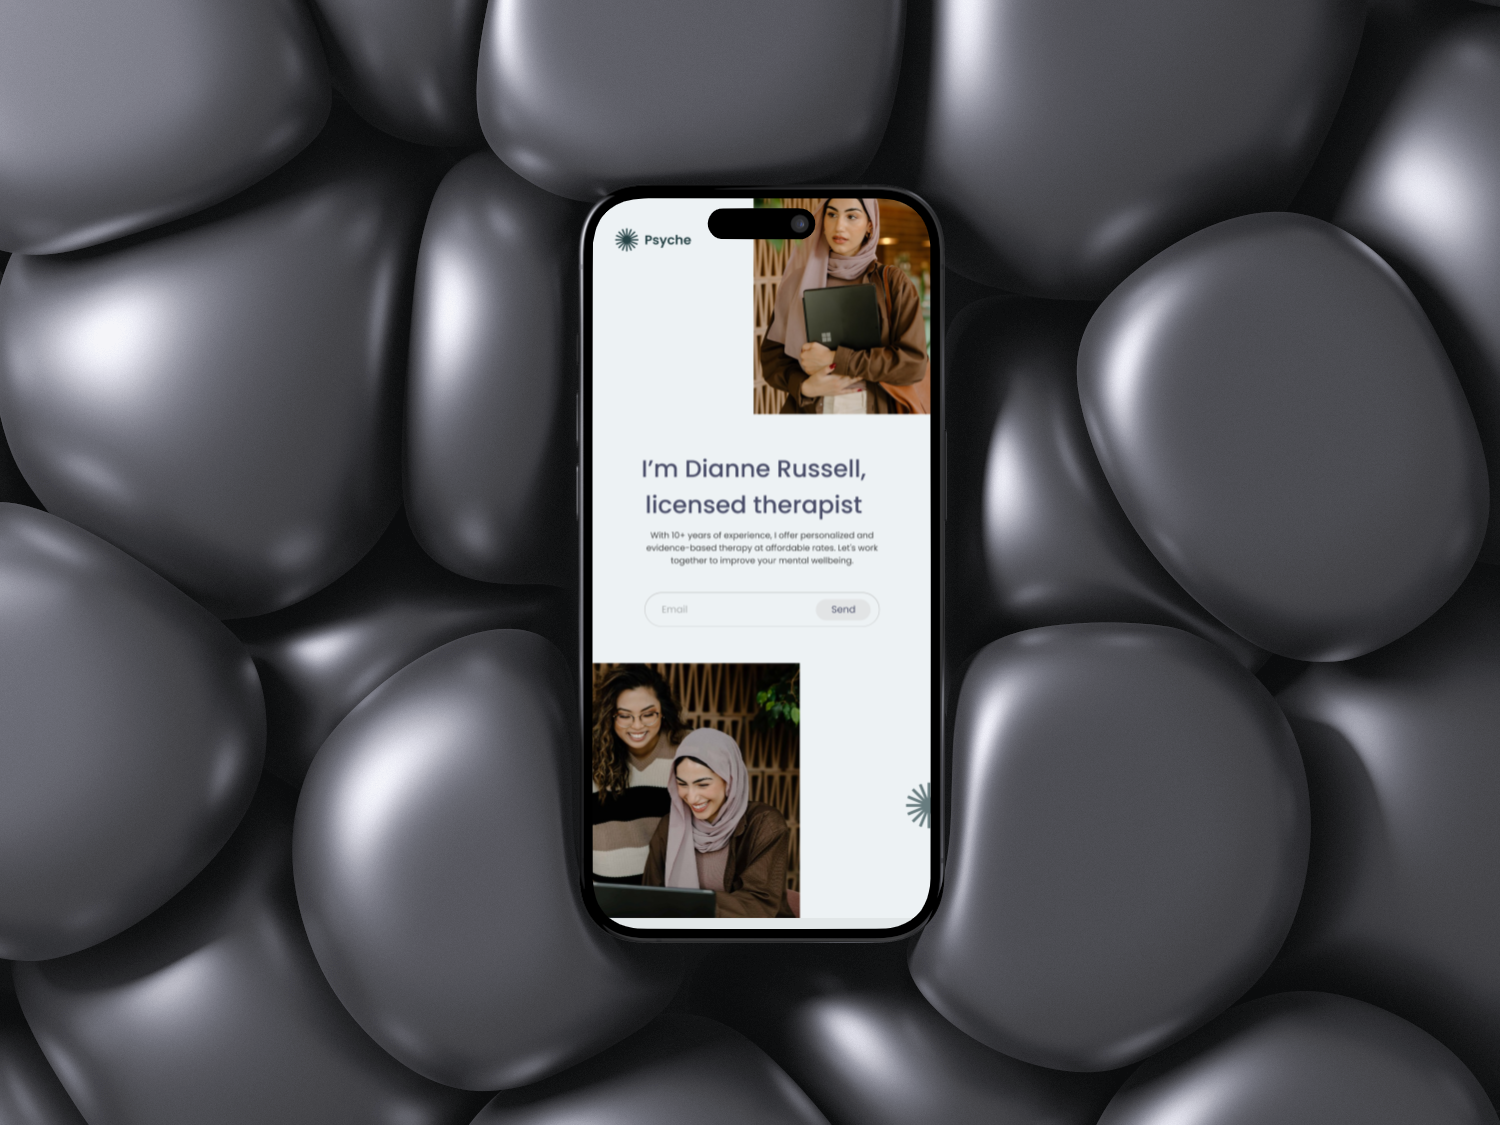 Psyche
I’m Dianne Russell,
licensed therapist
With 10+ years of experience, I offer personalized and
evidence-based therapy at affordable rates. Let's work
together to improve your mental wellbeing.
Email
Send